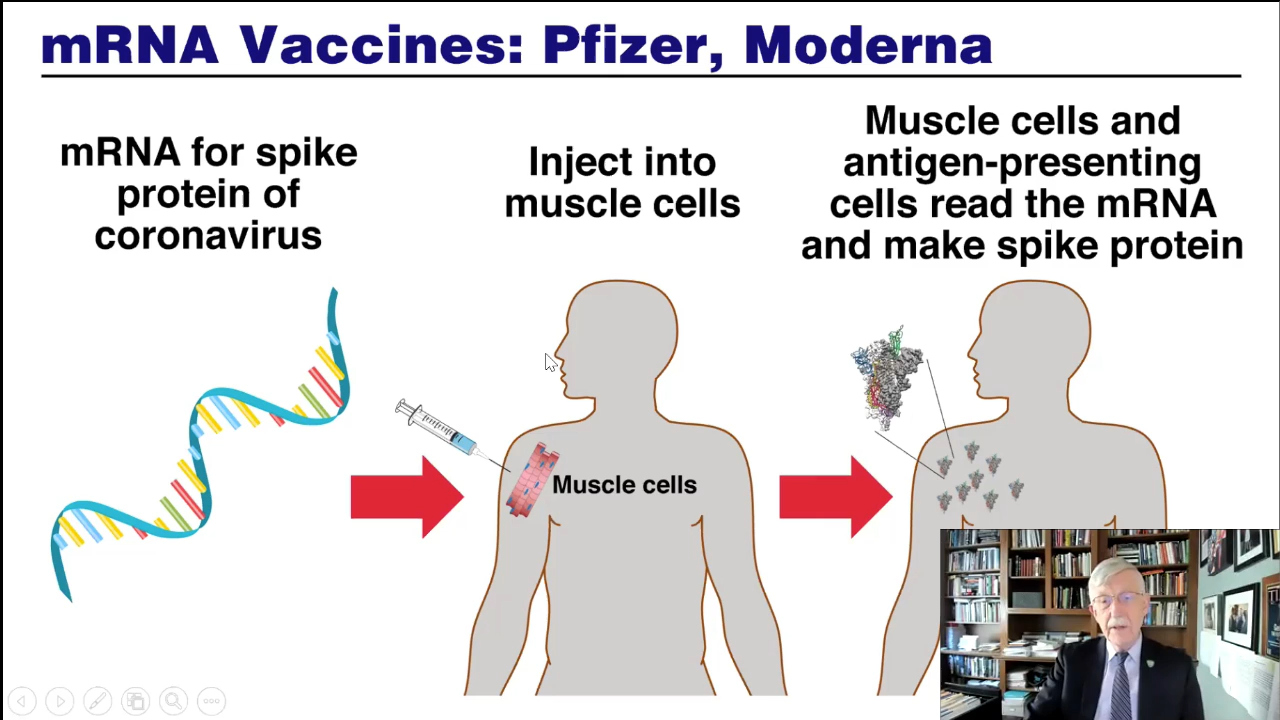 mRNA Vaccines: Pfizer, Moderna
mRNA for spike
protein of
coronavirus
Inject into
muscle cells
Muscle cells and
antigen-presenting
cells read the mRNA
and make spike protein
Muscle cells